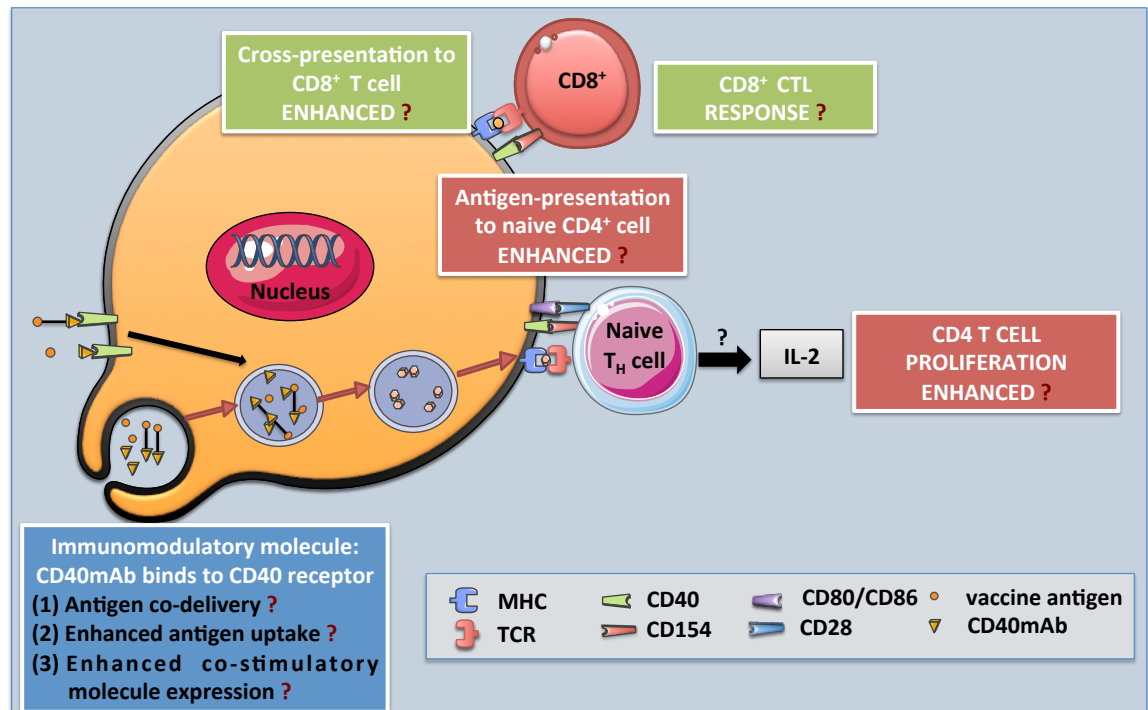 Cross-presentation to
CD8⁺ T cell
ENHANCED ?
CD8⁺
CD8⁺ CTL
RESPONSE ?
Antigen-presentation
to naive CD4⁺ cell
ENHANCED ?
Nucleus
Naive
T_H cell
?
IL-2
CD4 T CELL
PROLIFERATION
ENHANCED ?
Immunomodulatory molecule:
CD40mAb binds to CD40 receptor
(1) Antigen co-delivery ?
(2) Enhanced antigen uptake ?
(3) Enhanced co-stimulatory
molecule expression ?
MHC
CD40
CD80/CD86
vaccine antigen
TCR
CD154
CD28
CD40mAb